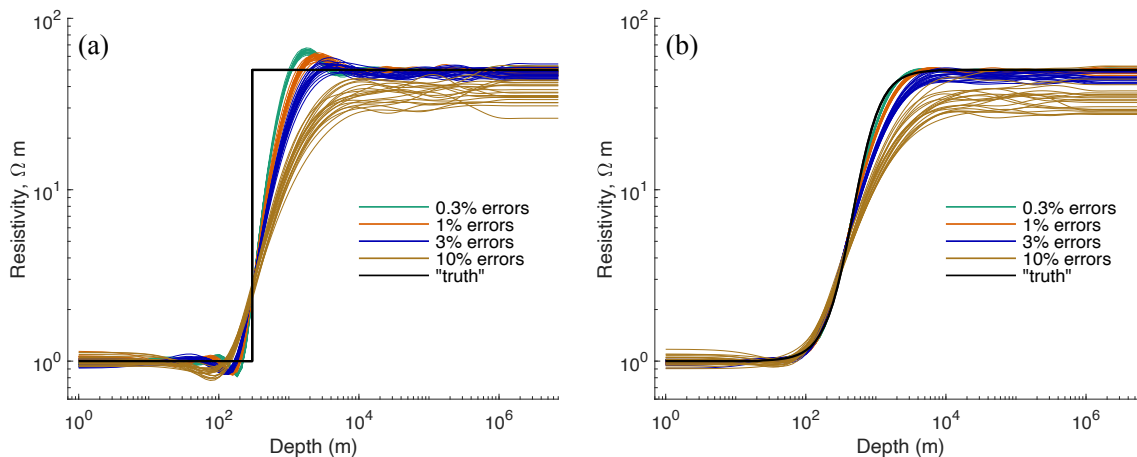 (a)
10²
10¹
10⁰
Resistivity, Ω m
0.3% errors
1% errors
3% errors
10% errors
"truth"
10⁰
10²
10⁴
10⁶
Depth (m)
(b)
10²
10¹
10⁰
Resistivity, Ω m
0.3% errors
1% errors
3% errors
10% errors
"truth"
10⁰
10²
10⁴
10⁶
Depth (m)